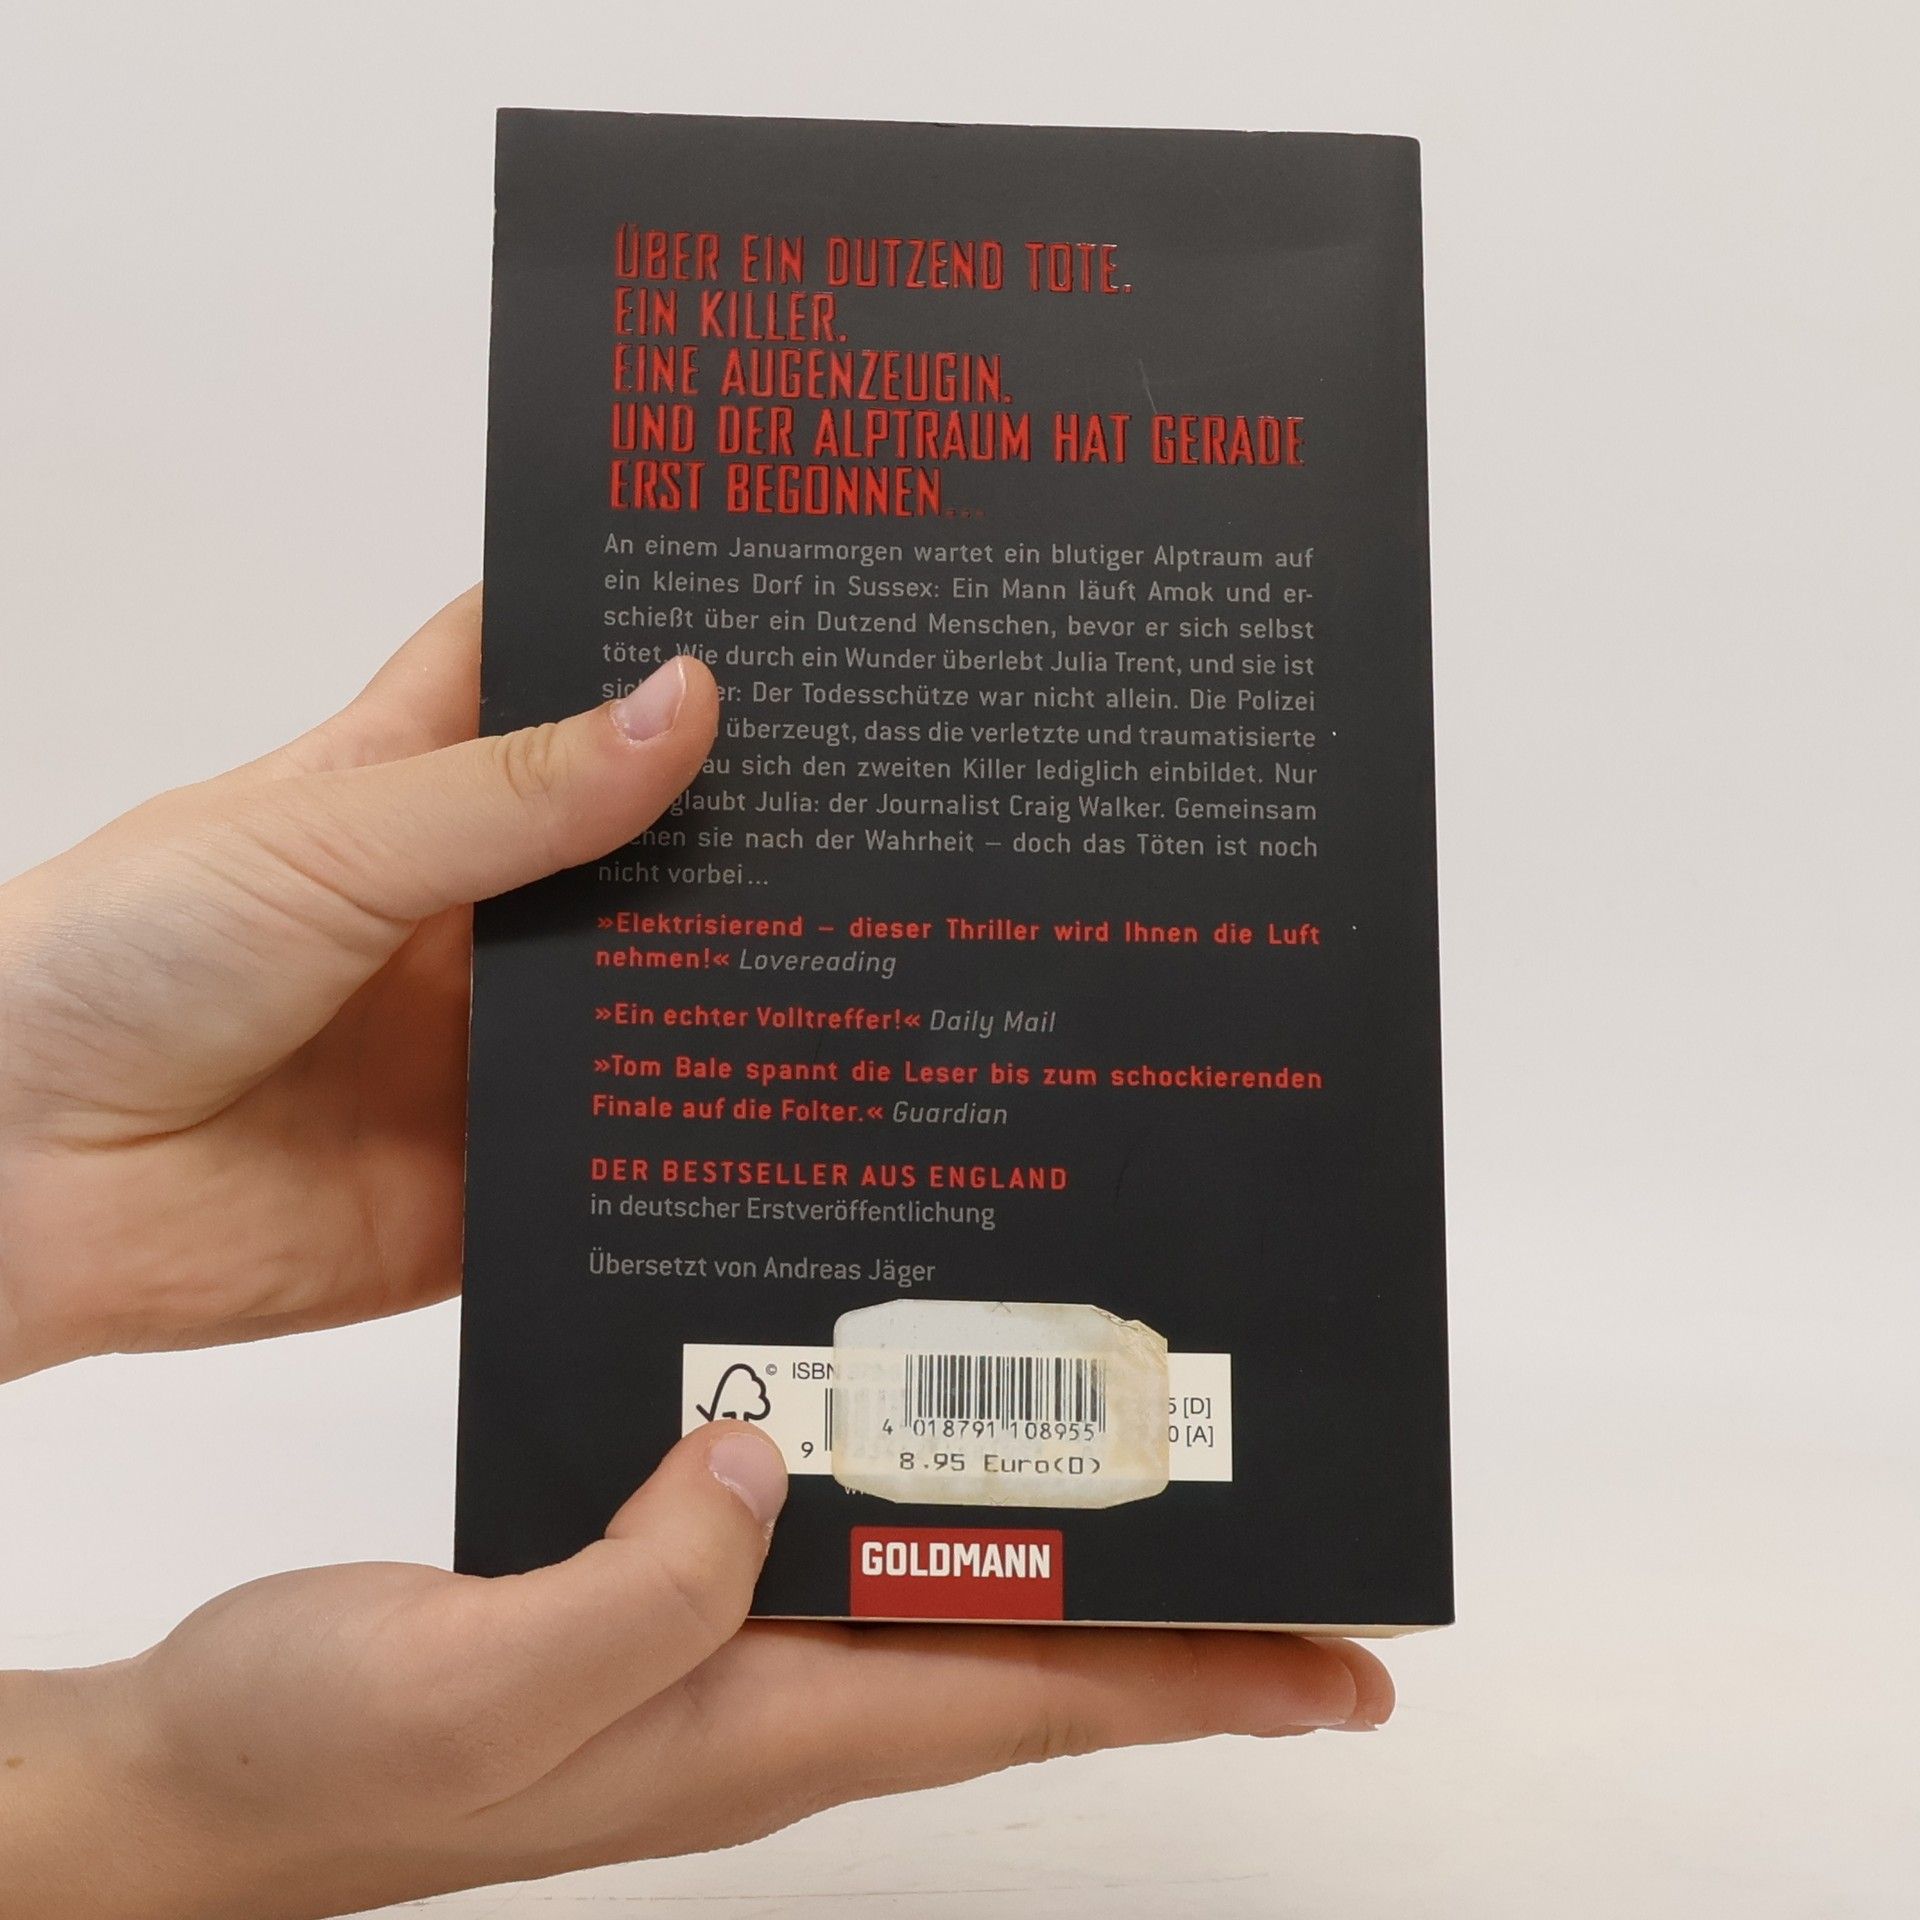 ÜBER EIN DUTZEND TOTE.
EIN KILLER.
EINE AUGENZEUGIN.
UND DER ALPTRAUM HAT GERADE
ERST BEGONNEN...
An einem Januarmorgen wartet ein blutiger Alptraum auf
ein kleines Dorf in Sussex: Ein Mann läuft Amok und er-
schießt über ein Dutzend Menschen, bevor er sich selbst
tötet. Wie durch ein Wunder überlebt Julia Trent, und sie ist
Der Todesschütze war nicht allein. Die Polizei
überzeugt, dass die verletzte und traumatisierte
sich den zweiten Killer lediglich einbildet. Nur
glaubt Julia: der Journalist Craig Walker. Gemeinsam
sie nach der Wahrheit – doch das Töten ist noch
nicht vorbei...
»Elektrisierend – dieser Thriller wird Ihnen die Luft
nehmen!« Lovereading
»Ein echter Volltreffer!« Daily Mail
»Tom Bale spannt die Leser bis zum schockierenden
Finale auf die Folter.« Guardian
DER BESTSELLER AUS ENGLAND
in deutscher Erstveröffentlichung
Übersetzt von Andreas Jäger
© ISBN
[D]
[A]
9
4 018791 108955
8.95 Euro(D)
GOLDMANN